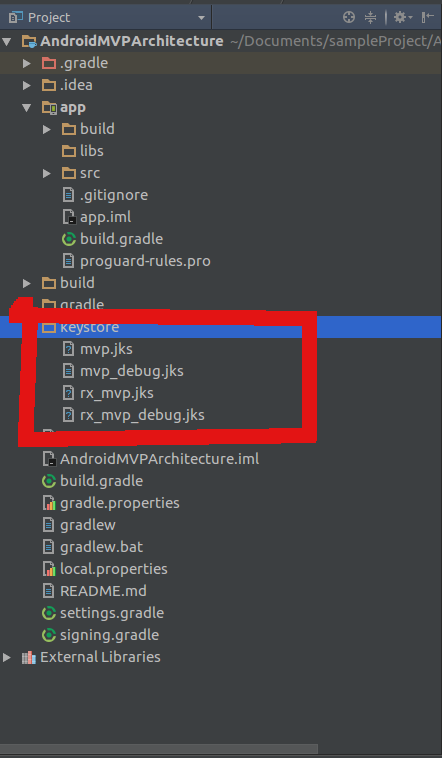 Project
AndroidMVPArchitecture ~/Documents/sampleProject/A
.gradle
.idea
app
build
libs
src
.gitignore
app.iml
build.gradle
proguard-rules.pro
build
gradle
keystore
mvp.jks
mvp_debug.jks
rx_mvp.jks
rx_mvp_debug.jks
AndroidMVPArchitecture.iml
build.gradle
gradle.properties
gradlew
gradlew.bat
local.properties
README.md
settings.gradle
signing.gradle
External Libraries